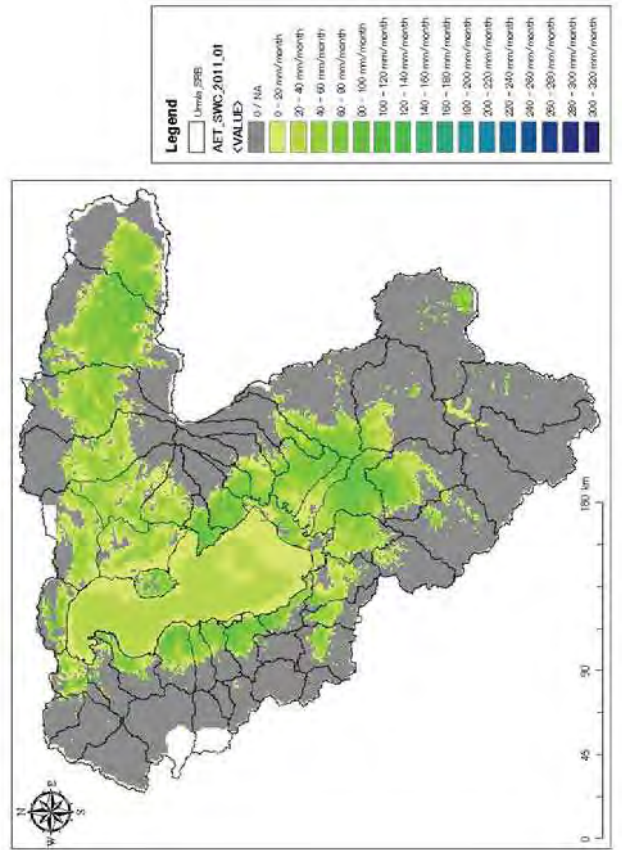 Legend
Urmia_SRB
AET_SWC_2011_01
<VALUE>
0 / NA
0 - 20 mm/month
20 - 40 mm/month
40 - 60 mm/month
60 - 80 mm/month
80 - 100 mm/month
100 - 120 mm/month
120 - 140 mm/month
140 - 160 mm/month
160 - 180 mm/month
180 - 200 mm/month
200 - 220 mm/month
220 - 240 mm/month
240 - 260 mm/month
260 - 280 mm/month
280 - 300 mm/month
300 - 320 mm/month
N
W
E
S
0
45
90
180 km